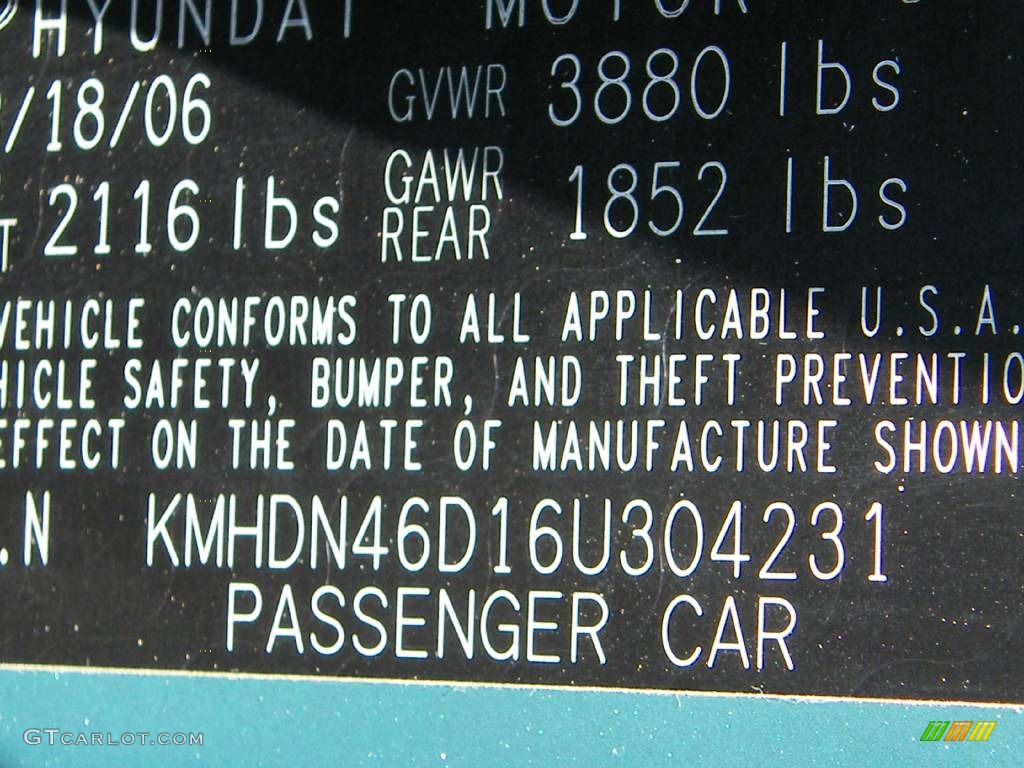 HYUNDAI MOTOR
/18/06 GVWR 3880 lbs
2116 lbs GAWR REAR 1852 lbs
VEHICLE CONFORMS TO ALL APPLICABLE U.S.A.
HICLE SAFETY, BUMPER, AND THEFT PREVENTIO
EFFECT ON THE DATE OF MANUFACTURE SHOWN
.N KMHDN46D16U304231
PASSENGER CAR
GTCARLOT.COM